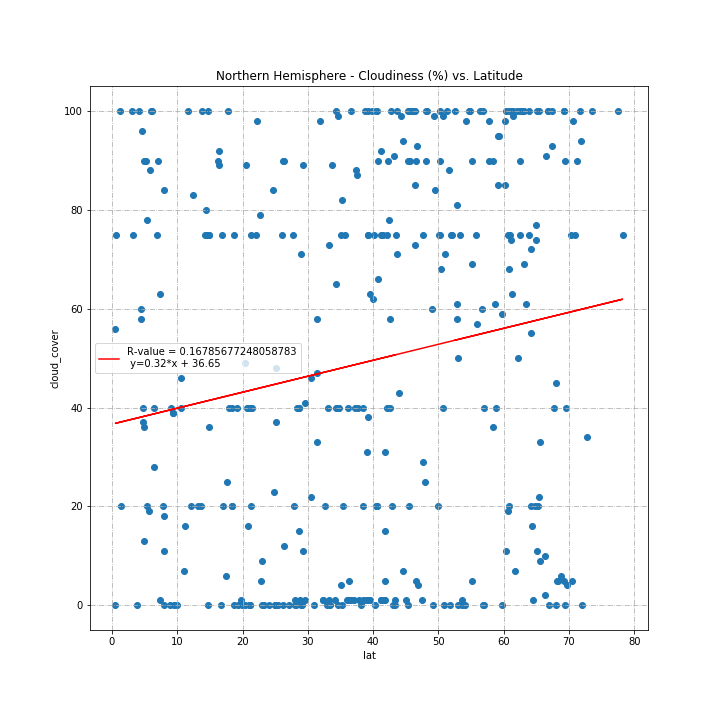 Northern Hemisphere - Cloudiness (%) vs. Latitude
100
80
60
40
20
0
cloud_cover
R-value = 0.16785677248058783
y=0.32*x + 36.65
0 10 20 30 40 50 60 70 80
lat